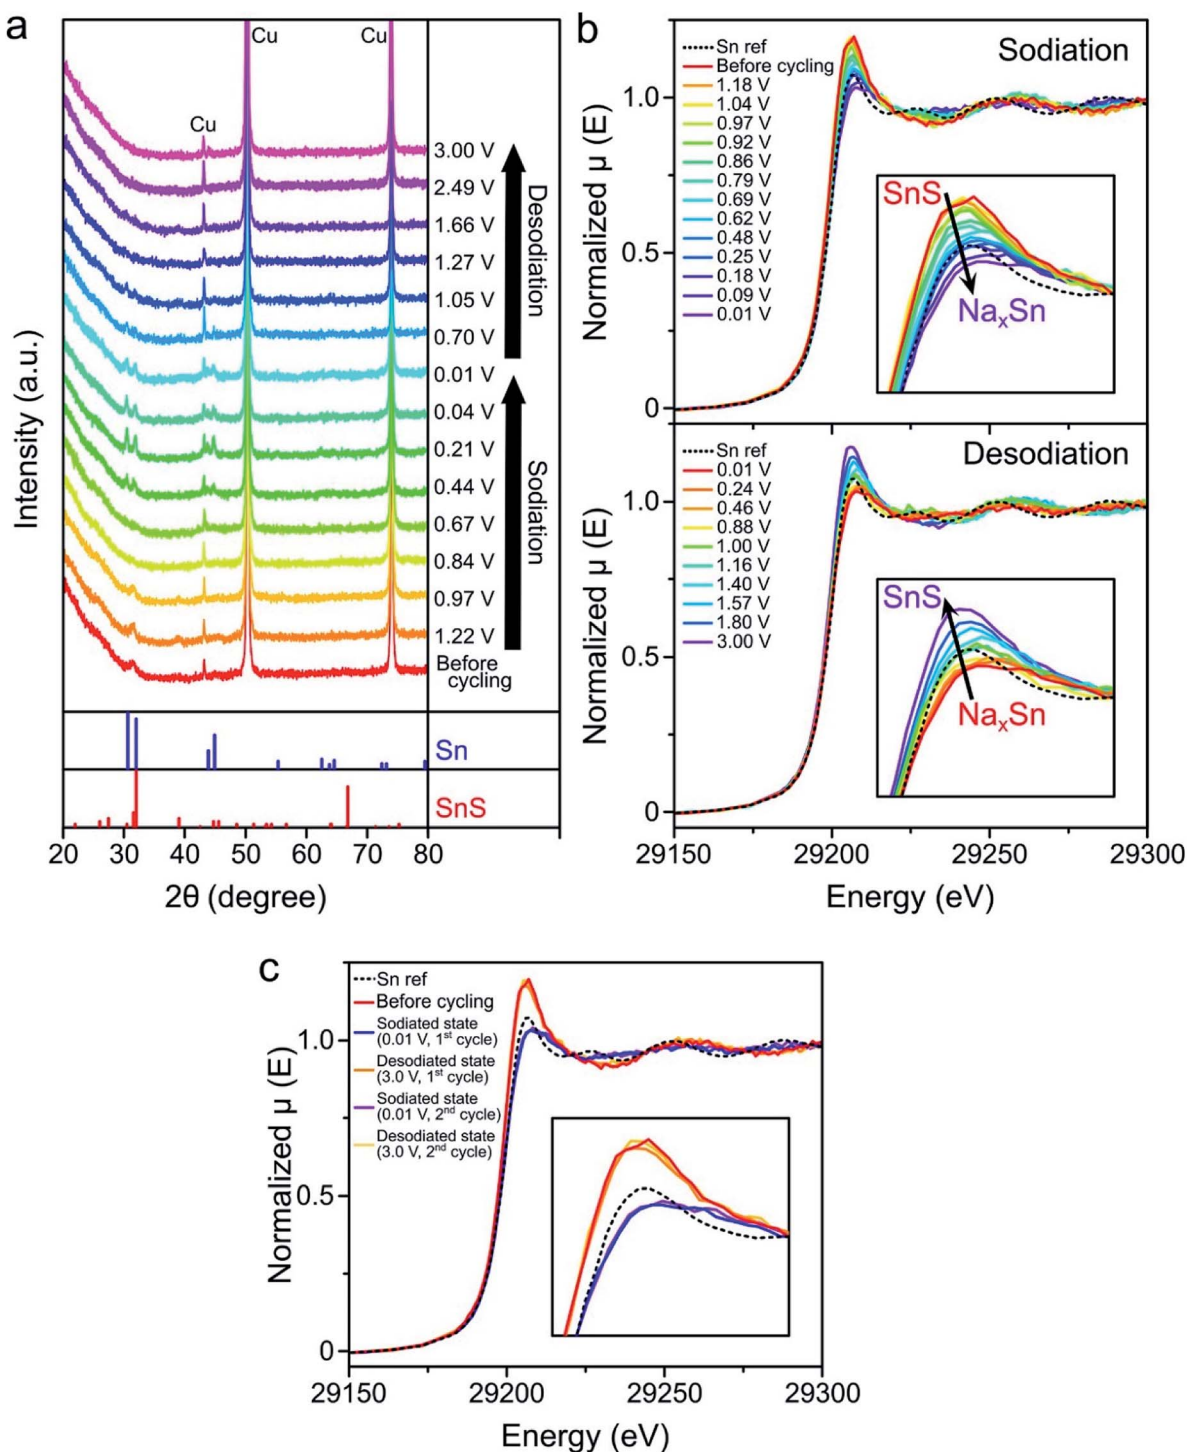 a
Intensity (a.u.)
Cu
Cu
Cu
3.00 V
2.49 V
1.66 V
1.27 V
1.05 V
0.70 V
0.01 V
0.04 V
0.21 V
0.44 V
0.67 V
0.84 V
0.97 V
1.22 V
Before
cycling
Desodiation
Sodiation
Sn
SnS
20 30 40 50 60 70 80
2θ (degree)
b
Normalized μ (E)
1.0
0.5
0
Sn ref
Before cycling
1.18 V
1.04 V
0.97 V
0.92 V
0.86 V
0.79 V
0.69 V
0.62 V
0.48 V
0.25 V
0.18 V
0.09 V
0.01 V
Sodiation
SnS
NaₓSn
Normalized μ (E)
1.0
0.5
0
Sn ref
0.01 V
0.24 V
0.46 V
0.88 V
1.00 V
1.16 V
1.40 V
1.57 V
1.80 V
3.00 V
Desodiation
SnS
NaₓSn
29150 29200 29250 29300
Energy (eV)
c
Normalized μ (E)
1.0
0.5
0
Sn ref
Before cycling
Sodiated state
(0.01 V, 1ˢᵗ cycle)
Desodiated state
(3.0 V, 1ˢᵗ cycle)
Sodiated state
(0.01 V, 2ⁿᵈ cycle)
Desodiated state
(3.0 V, 2ⁿᵈ cycle)
29150 29200 29250 29300
Energy (eV)